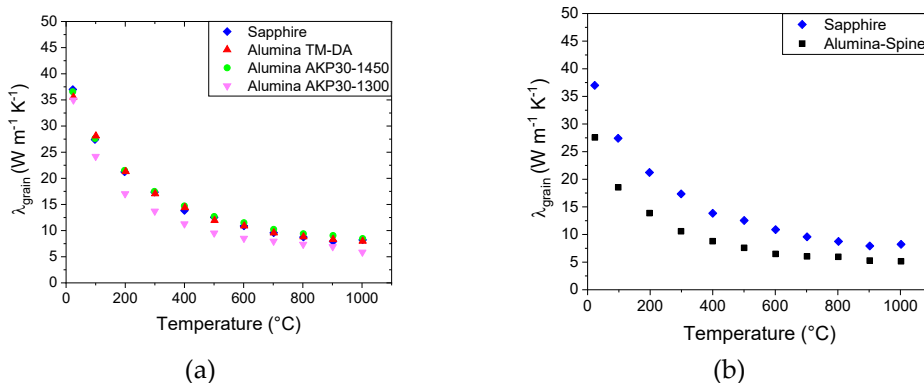 50
45
40
35
30
25
20
15
10
5
0
λgrain (W m⁻¹ K⁻¹)
Sapphire
Alumina TM-DA
Alumina AKP30-1450
Alumina AKP30-1300
0 200 400 600 800 1000
Temperature (°C)
(a)
50
45
40
35
30
25
20
15
10
5
0
λgrain (W m⁻¹ K⁻¹)
Sapphire
Alumina-Spine
0 200 400 600 800 1000
Temperature (°C)
(b)